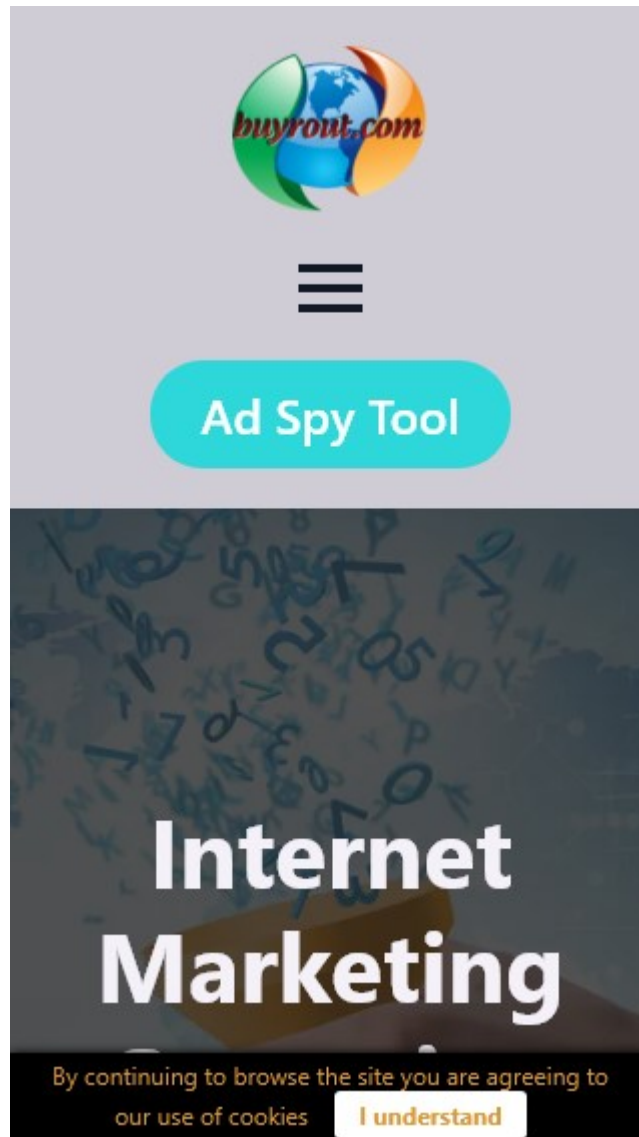 buyrout.com
Ad Spy Tool
Internet
Marketing
By continuing to browse the site you are agreeing to
our use of cookies I understand